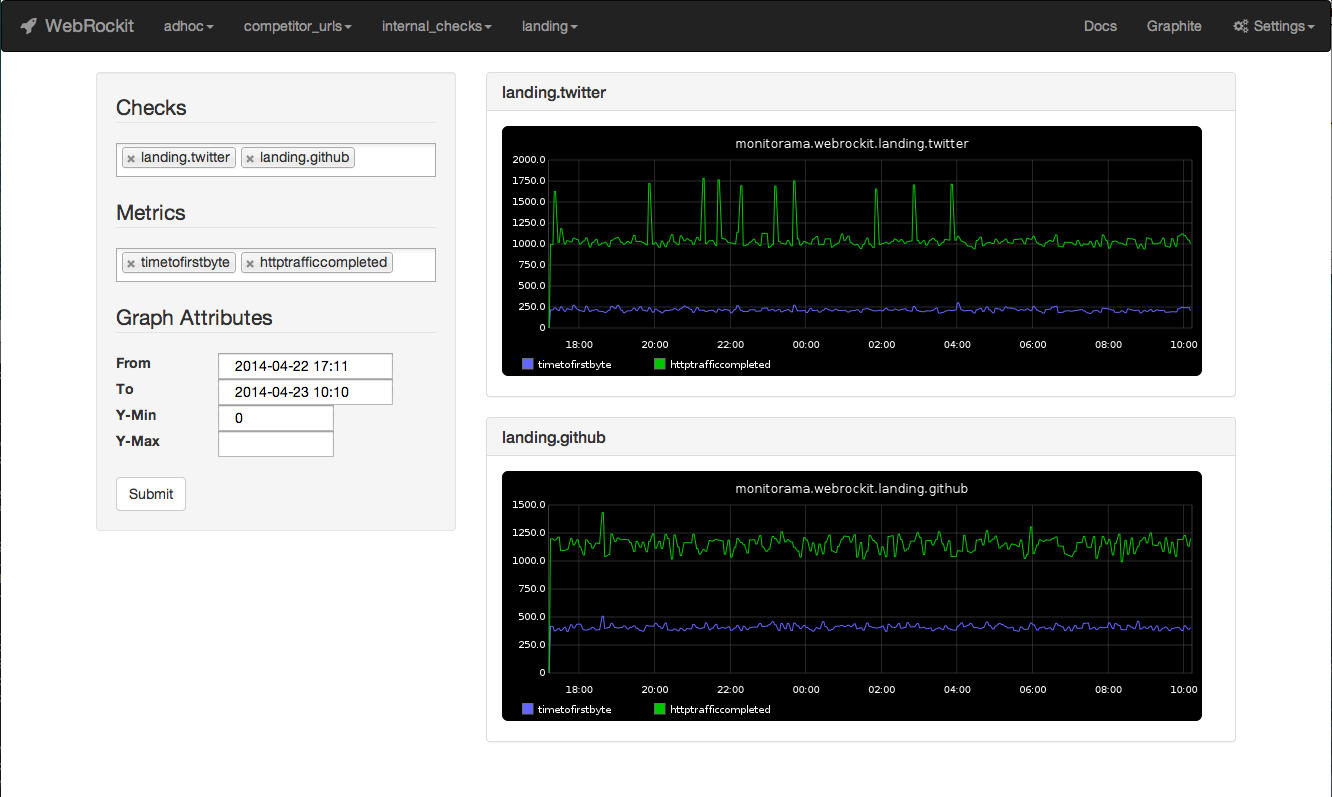 WebRockit adhoc competitor_urls internal_checks landing Docs Graphite Settings
Checks
× landing.twitter × landing.github
Metrics
× timetofirstbyte × httptrafficcompleted
Graph Attributes
From 2014-04-22 17:11
To 2014-04-23 10:10
Y-Min 0
Y-Max
Submit
landing.twitter
monitorama.webrockit.landing.twitter
2000.0
1750.0
1500.0
1250.0
1000.0
750.0
500.0
250.0
0
18:00 20:00 22:00 00:00 02:00 04:00 06:00 08:00 10:00
timetofirstbyte httptrafficcompleted
landing.github
monitorama.webrockit.landing.github
1500.0
1250.0
1000.0
750.0
500.0
250.0
0
18:00 20:00 22:00 00:00 02:00 04:00 06:00 08:00 10:00
timetofirstbyte httptrafficcompleted